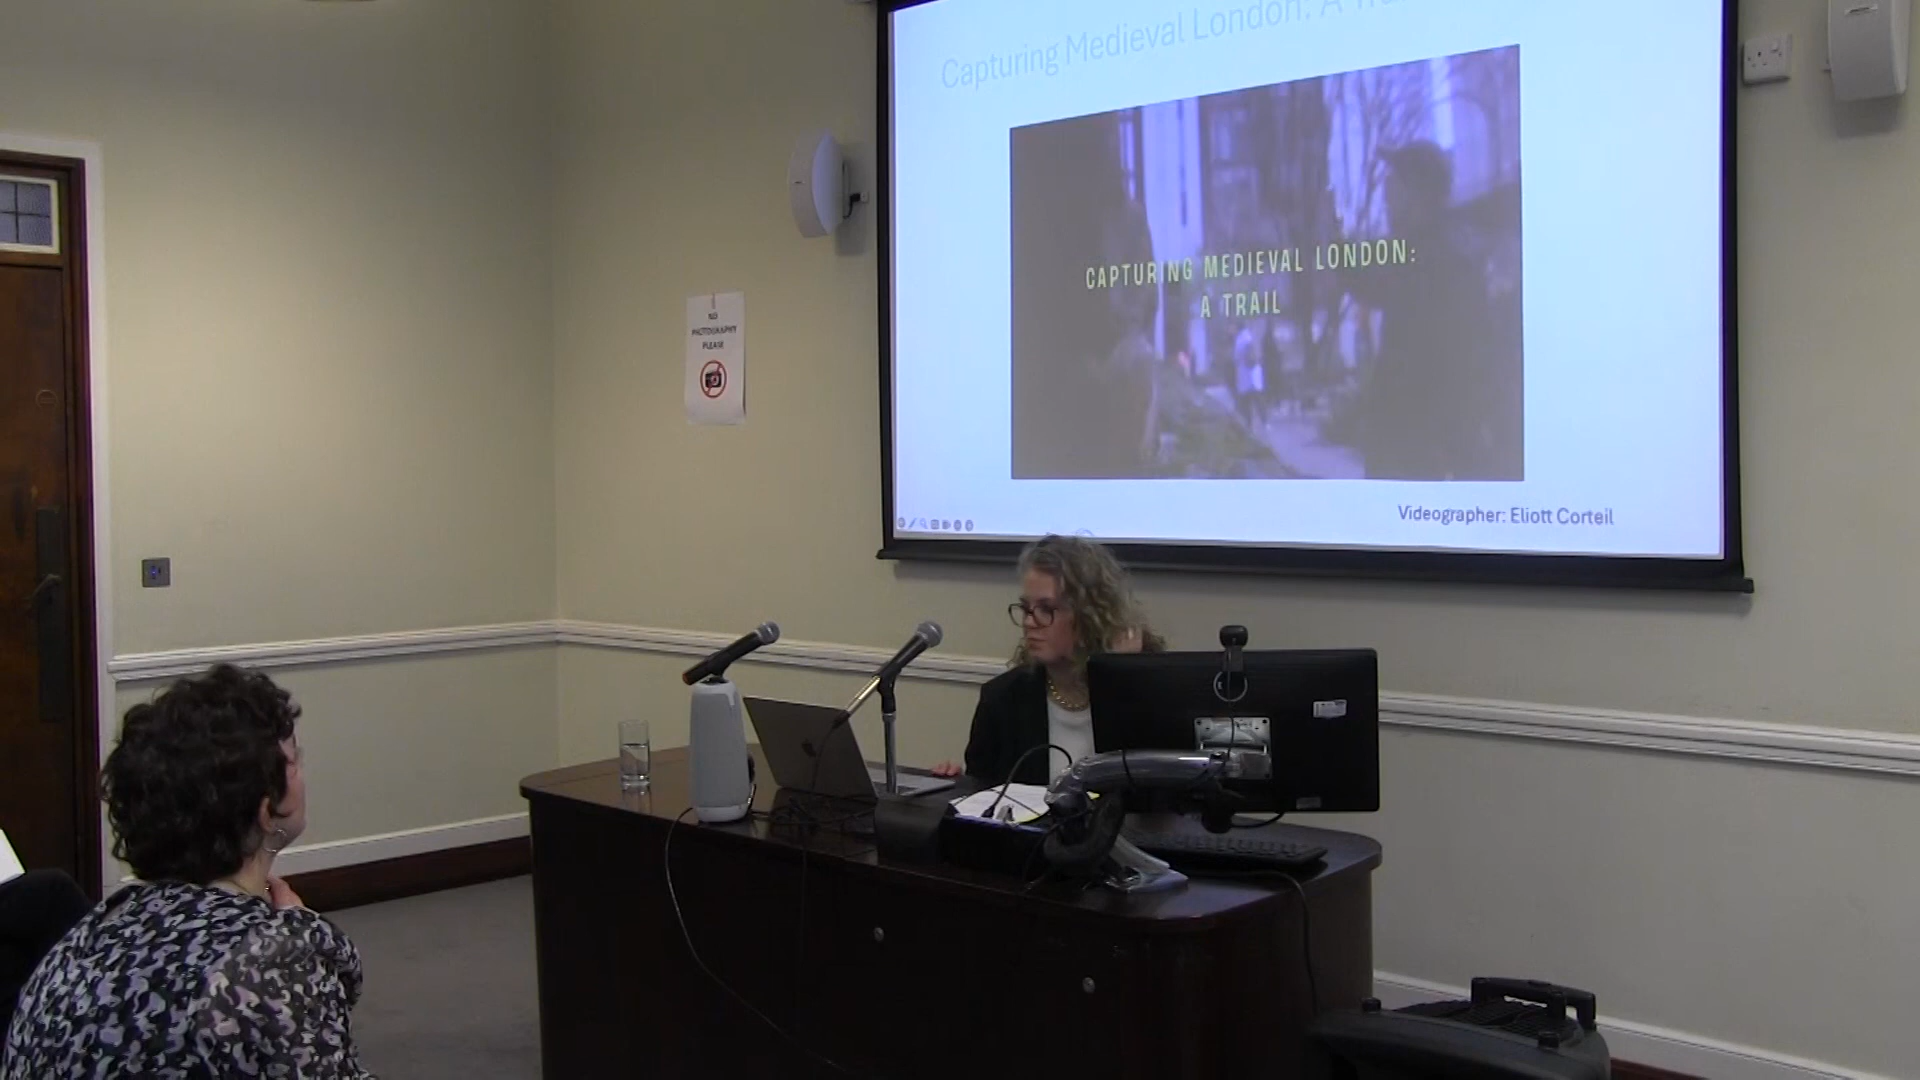 Capturing Medieval London: A Trail
CAPTURING MEDIEVAL LONDON:
A TRAIL
Videographer: Eliott Corteil
NO
PHOTOGRAPHY
PLEASE